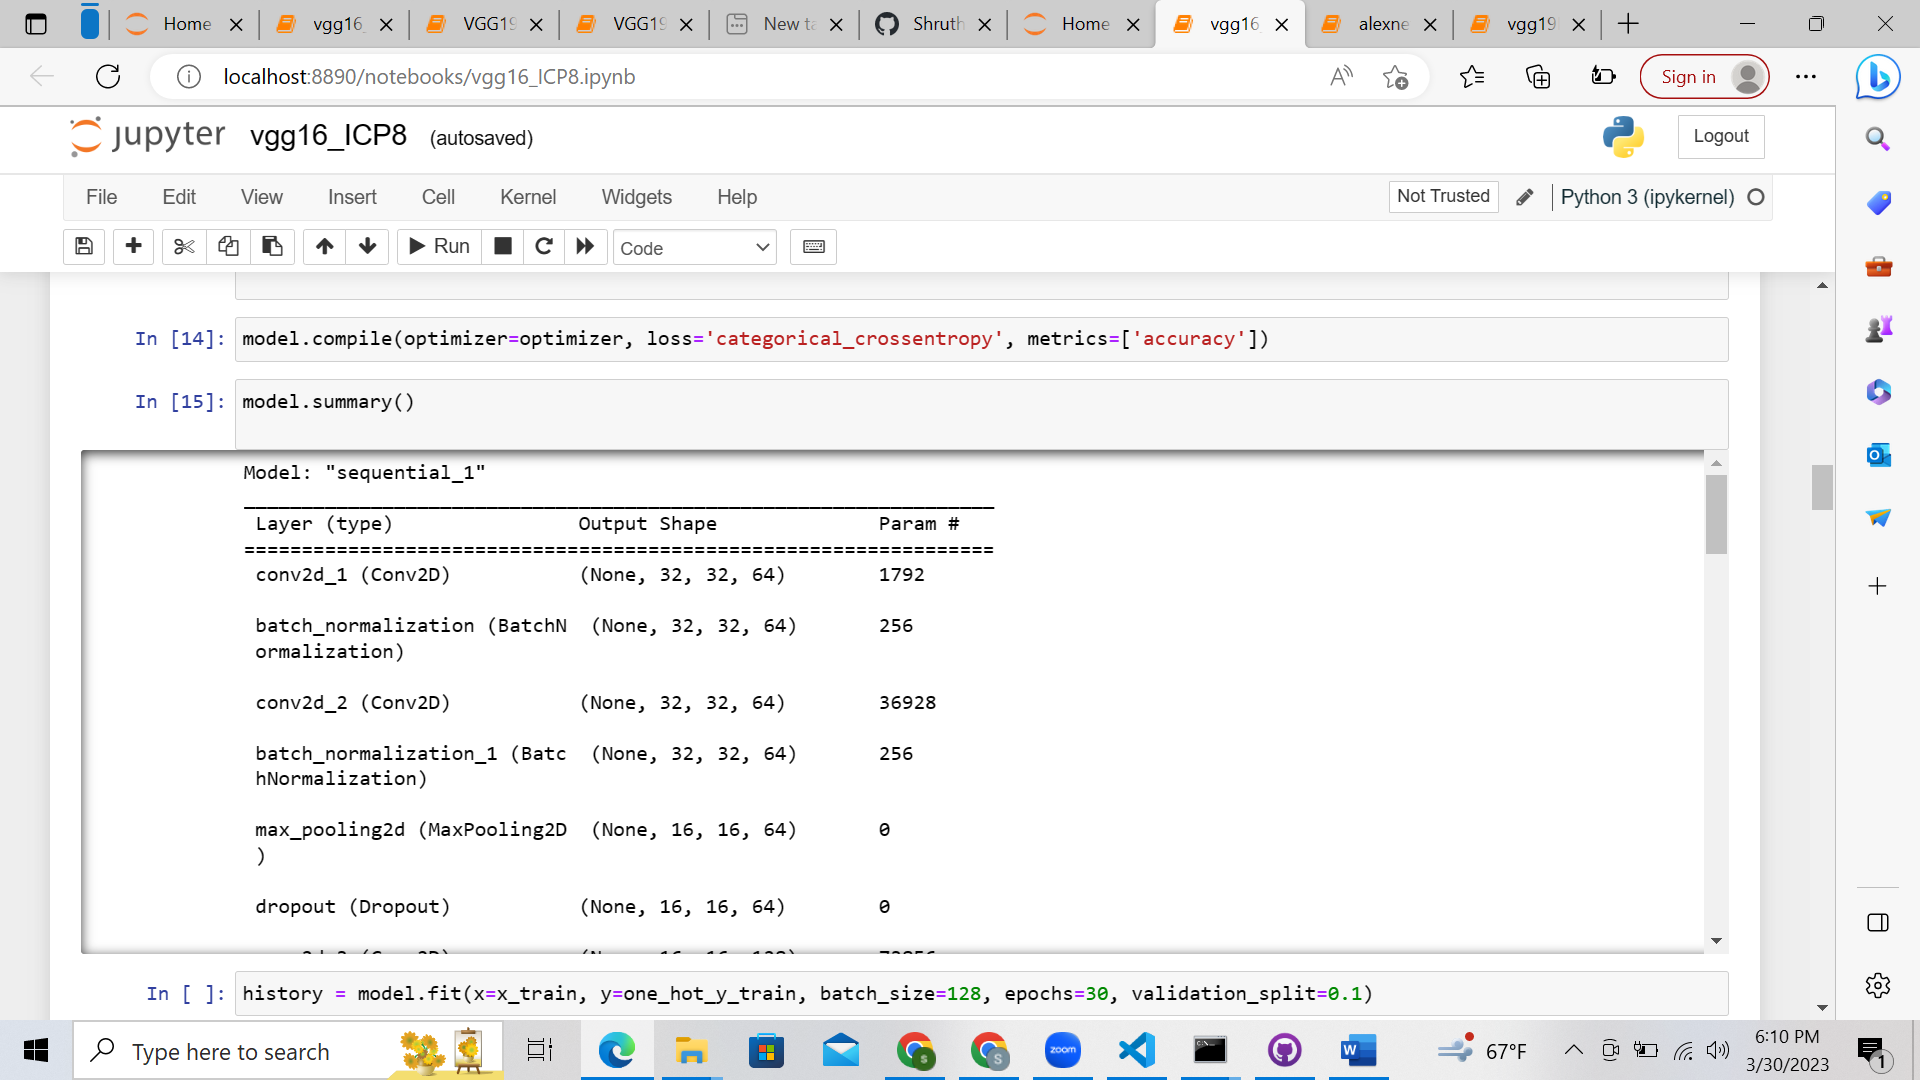 Home
vgg16_
VGG19
VGG19
New ta
Shruth
Home
vgg16_
alexne
vgg19
localhost:8890/notebooks/vgg16_ICP8.ipynb
Sign in
jupyter vgg16_ICP8 (autosaved)
Logout
File Edit View Insert Cell Kernel Widgets Help
Not Trusted
Python 3 (ipykernel)
Run
Code
In [14]: model.compile(optimizer=optimizer, loss='categorical_crossentropy', metrics=['accuracy'])
In [15]: model.summary()
Model: "sequential_1"
_________________________________________________________________
Layer (type) Output Shape Param #
=================================================================
conv2d_1 (Conv2D) (None, 32, 32, 64) 1792
batch_normalization (BatchN (None, 32, 32, 64) 256
ormalization)
conv2d_2 (Conv2D) (None, 32, 32, 64) 36928
batch_normalization_1 (Batc (None, 32, 32, 64) 256
hNormalization)
max_pooling2d (MaxPooling2D (None, 16, 16, 64) 0
)
dropout (Dropout) (None, 16, 16, 64) 0
In [ ]: history = model.fit(x=x_train, y=one_hot_y_train, batch_size=128, epochs=30, validation_split=0.1)
Type here to search
zoom
67°F
6:10 PM
3/30/2023
1